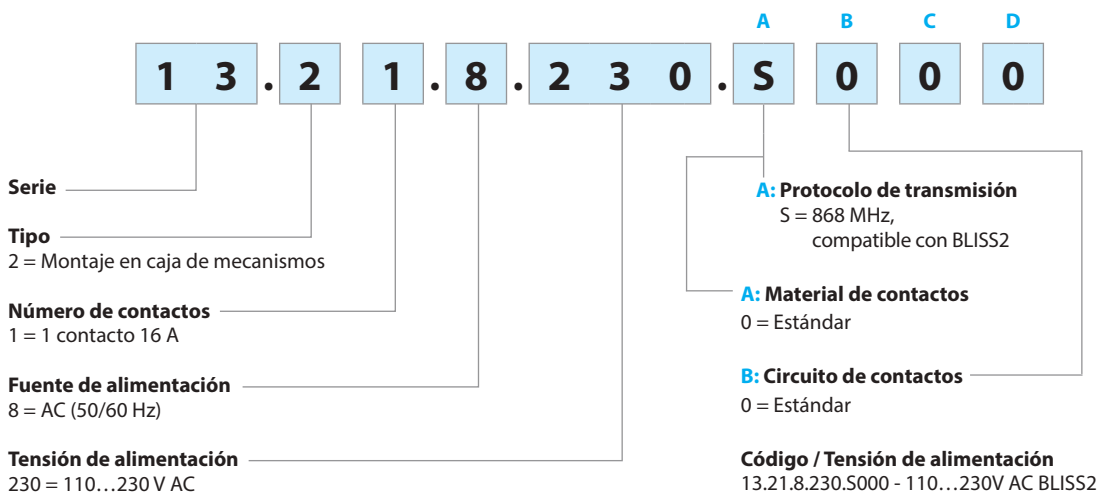 A B C D
1 3 . 2 1 . 8 . 2 3 0 . S 0 0 0
Serie
Tipo
2 = Montaje en caja de mecanismos
Número de contactos
1 = 1 contacto 16 A
Fuente de alimentación
8 = AC (50/60 Hz)
Tensión de alimentación
230 = 110…230 V AC
A: Protocolo de transmisión
S = 868 MHz,
compatible con BLISS2
A: Material de contactos
0 = Estándar
B: Circuito de contactos
0 = Estándar
Código / Tensión de alimentación
13.21.8.230.S000 - 110…230V AC BLISS2